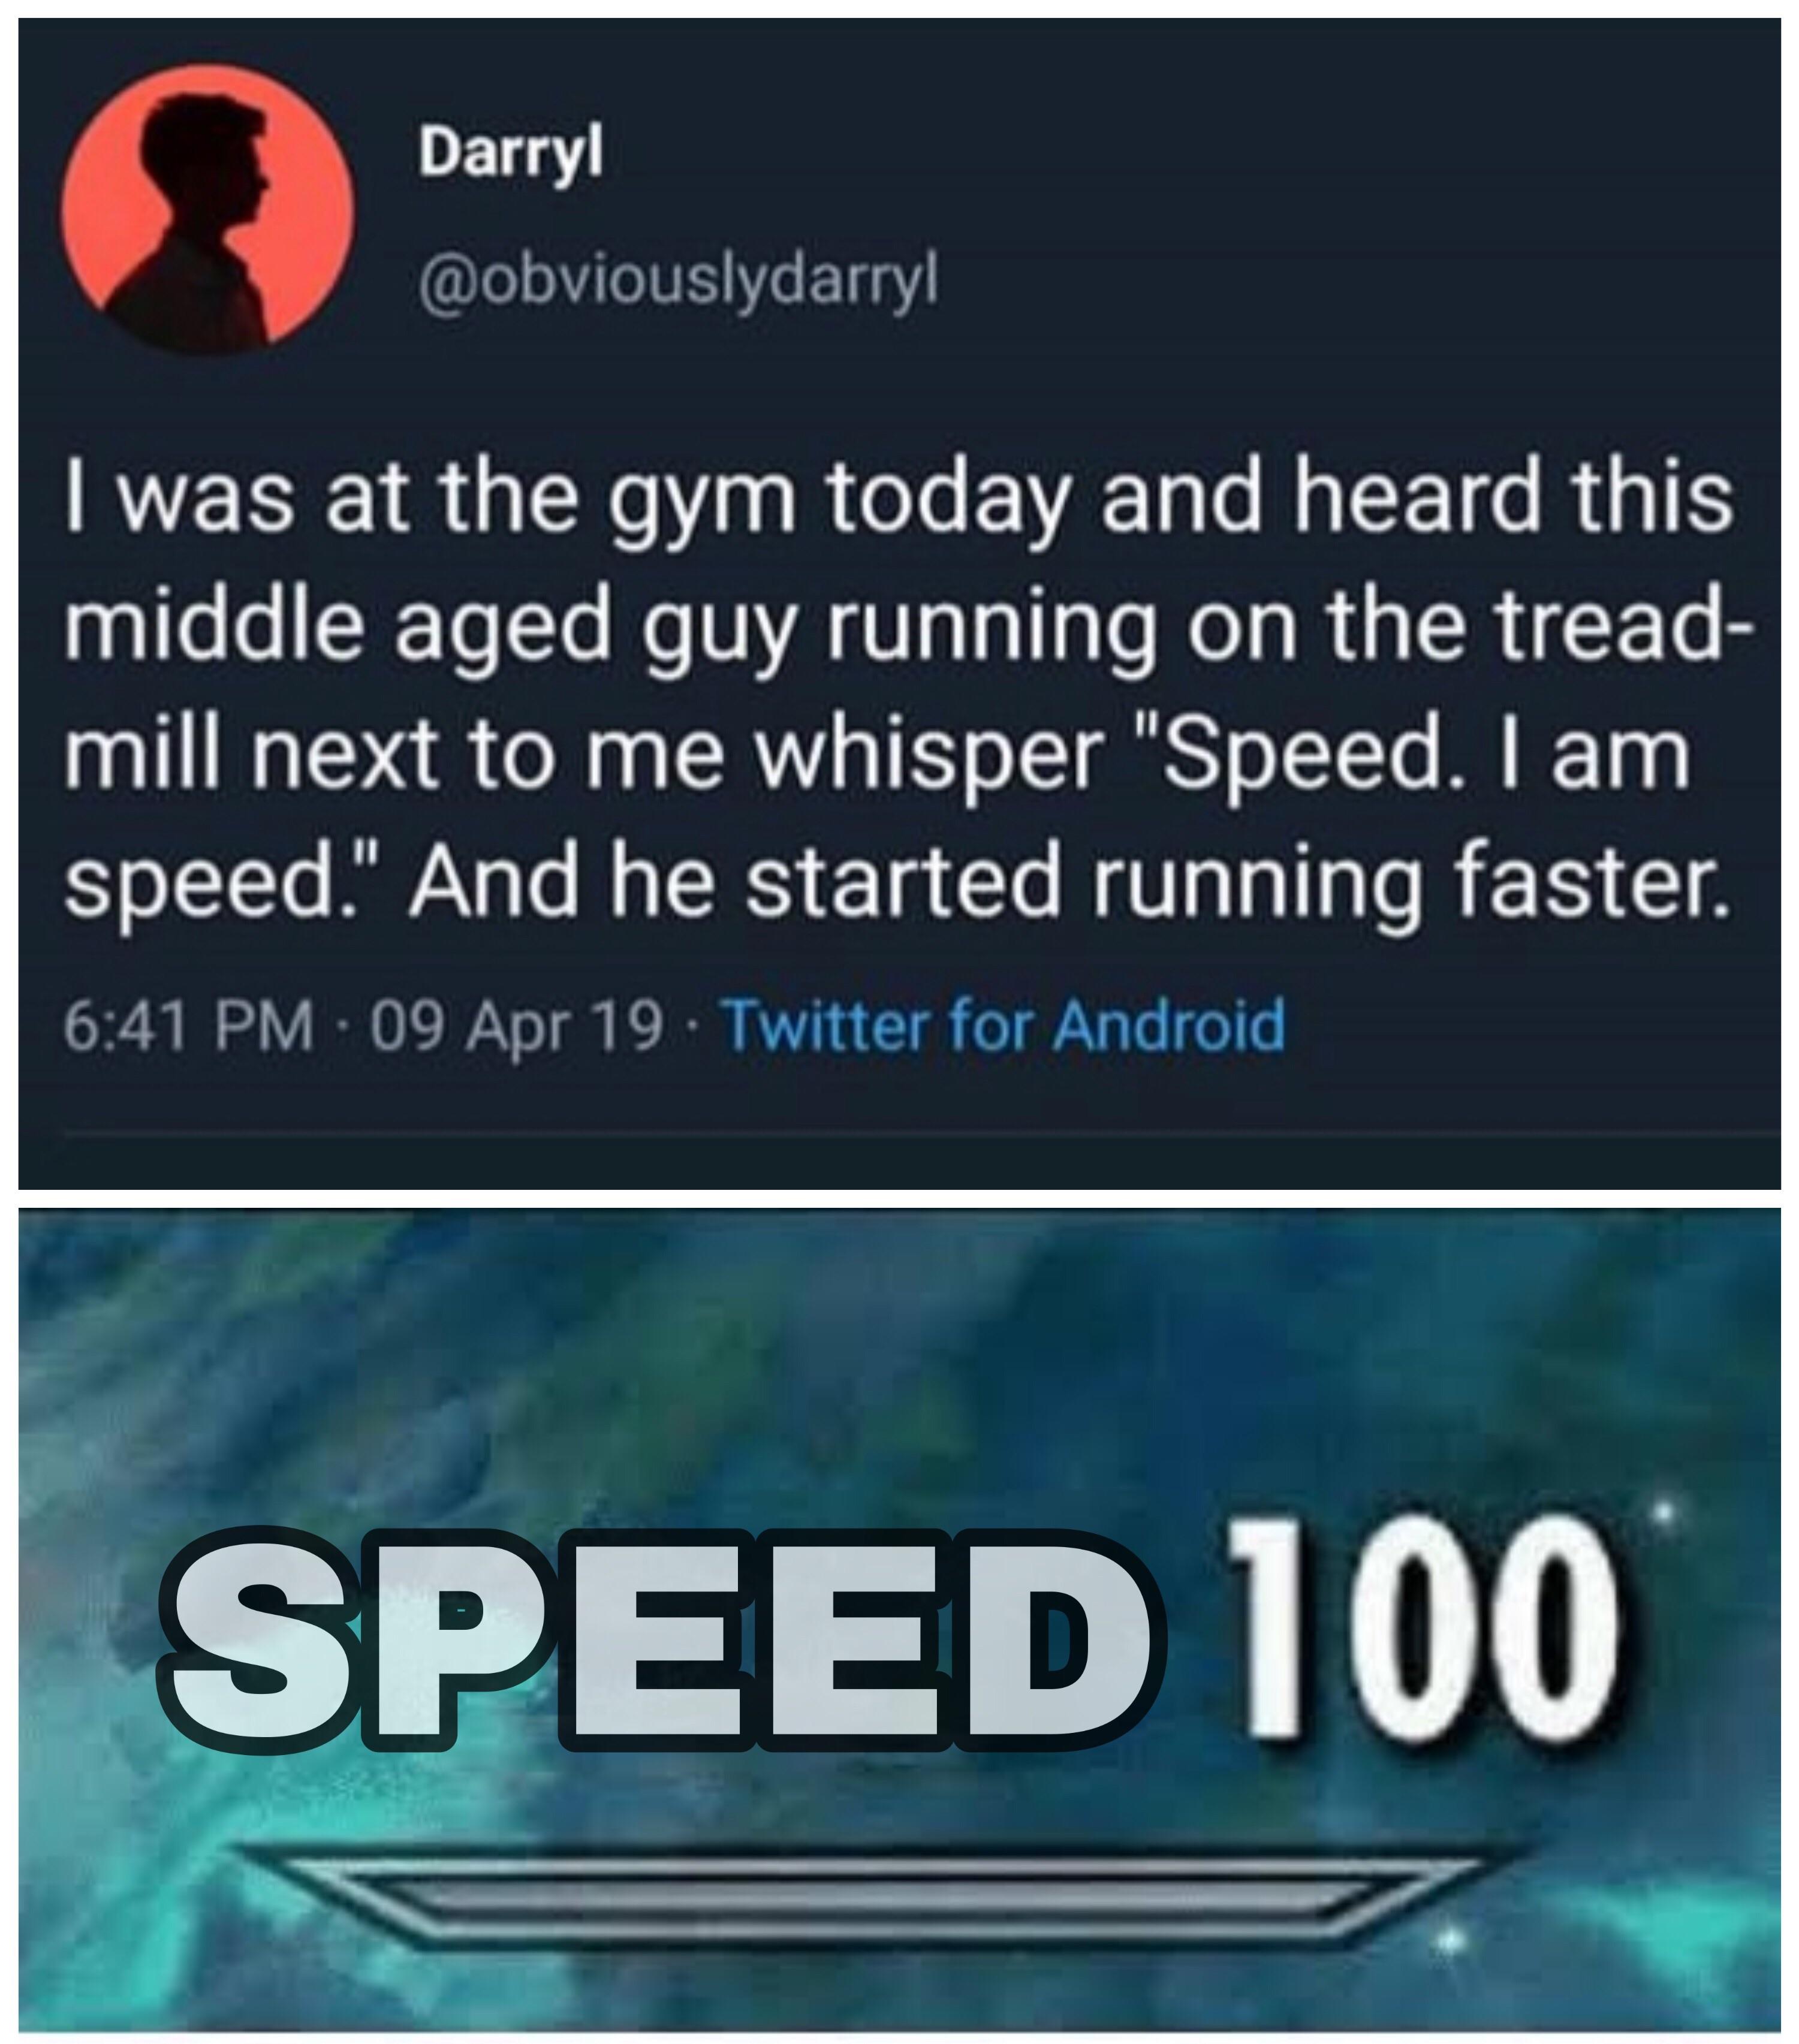 Darryl
@obviouslydarryl
I was at the gym today and heard this
middle aged guy running on the tread-
mill next to me whisper "Speed. I am
speed." And he started running faster.
6:41 PM · 09 Apr 19 · Twitter for Android
SPEED 100